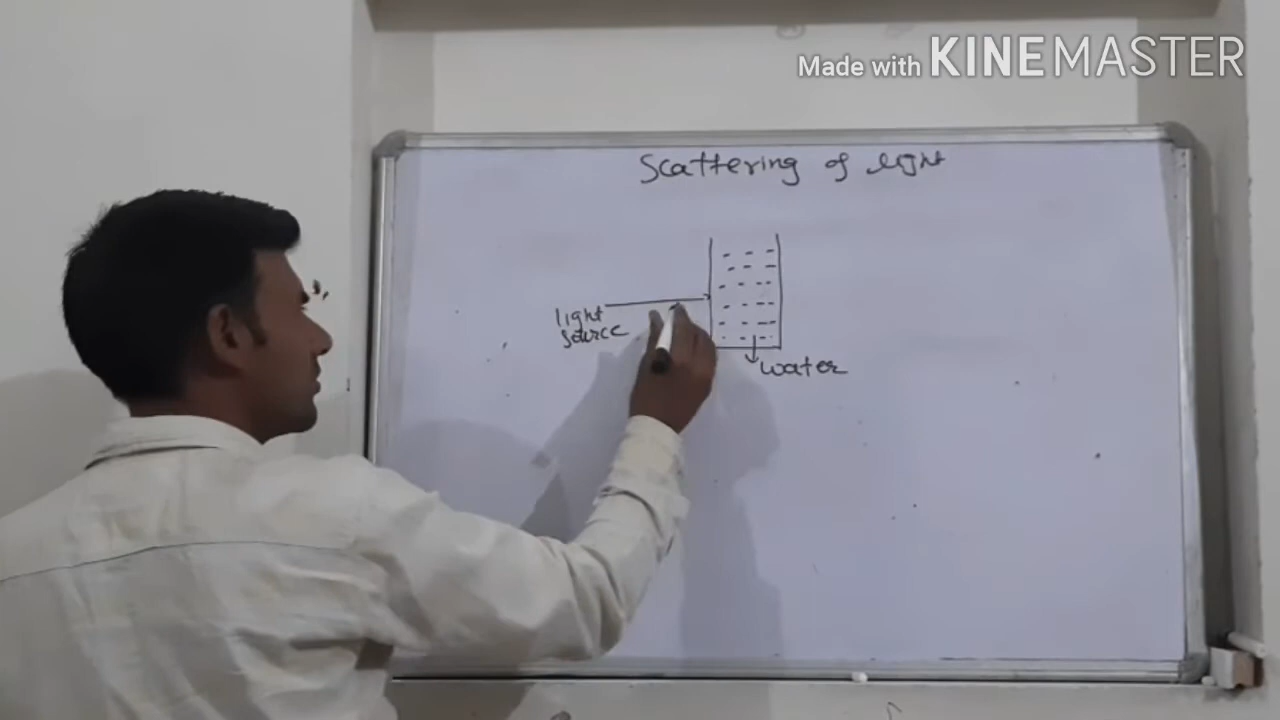 Made with KINEMASTER
Scattering of light
light
source
water